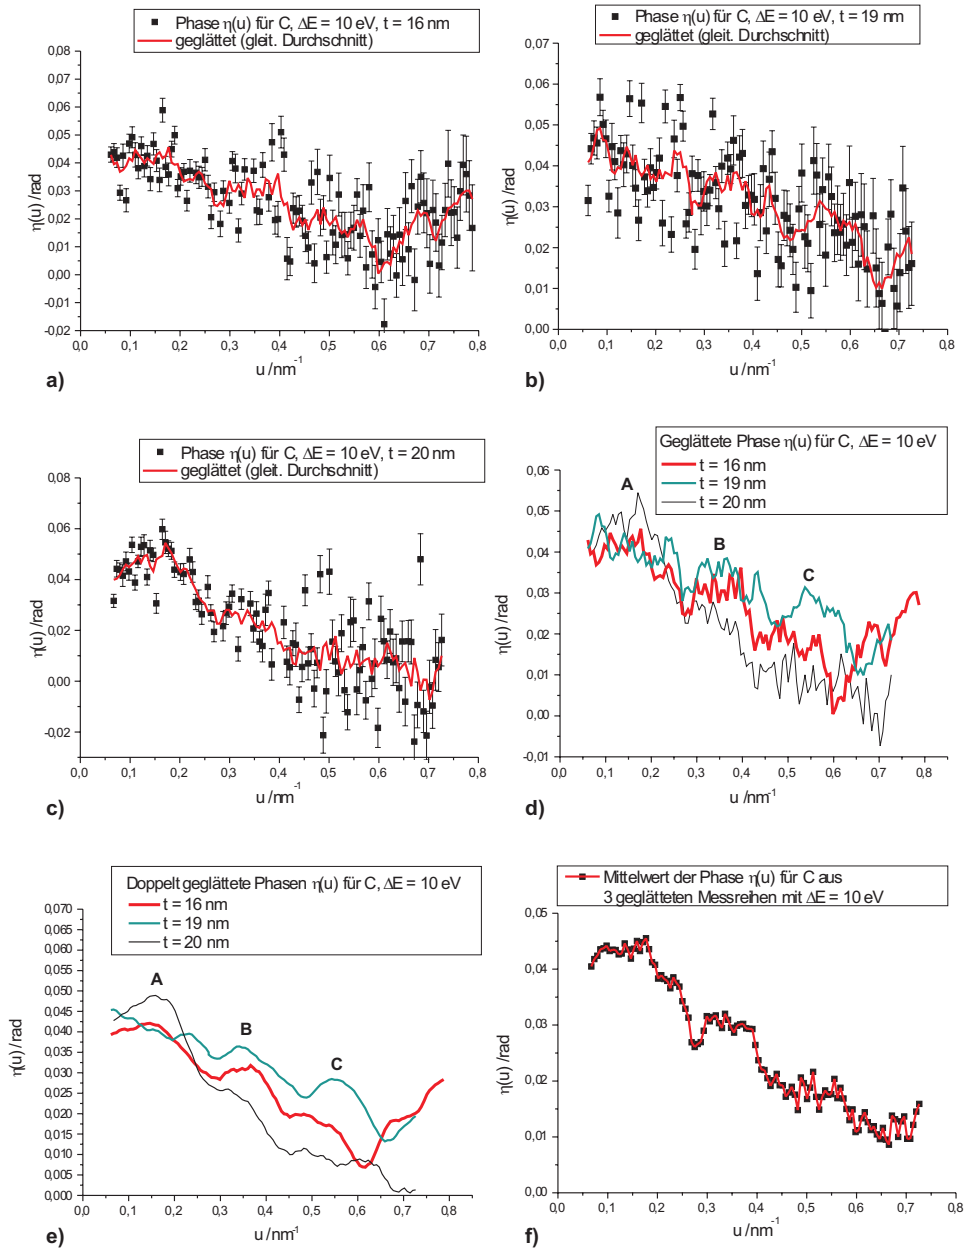 Phase η(u) für C, ΔE = 10 eV, t = 16 nm
geglättet (gleit. Durchschnitt)
0,08
0,07
0,06
0,05
0,04
0,03
0,02
0,01
0,00
-0,01
-0,02
η(u) /rad
0,0 0,1 0,2 0,3 0,4 0,5 0,6 0,7 0,8
u /nm⁻¹
a)
Phase η(u) für C, ΔE = 10 eV, t = 19 nm
geglättet (gleit. Durchschnitt)
0,07
0,06
0,05
0,04
0,03
0,02
0,01
0,00
η(u) /rad
0,0 0,1 0,2 0,3 0,4 0,5 0,6 0,7 0,8
u /nm⁻¹
b)
Phase η(u) für C, ΔE = 10 eV, t = 20 nm
geglättet (gleit. Durchschnitt)
0,08
0,06
0,04
0,02
0,00
-0,02
η(u) /rad
0,0 0,1 0,2 0,3 0,4 0,5 0,6 0,7 0,8
u /nm⁻¹
c)
Geglättete Phase η(u) für C, ΔE = 10 eV
t = 16 nm
t = 19 nm
t = 20 nm
A
B
C
0,06
0,05
0,04
0,03
0,02
0,01
0,00
-0,01
η(u) /rad
0,0 0,1 0,2 0,3 0,4 0,5 0,6 0,7 0,8
u /nm⁻¹
d)
Doppelt geglättete Phasen η(u) für C, ΔE = 10 eV
t = 16 nm
t = 19 nm
t = 20 nm
A
B
C
0,070
0,065
0,060
0,055
0,050
0,045
0,040
0,035
0,030
0,025
0,020
0,015
0,010
0,005
0,000
η(u) /rad
0,0 0,1 0,2 0,3 0,4 0,5 0,6 0,7 0,8
u /nm⁻¹
e)
Mittelwert der Phase η(u) für C aus
3 geglätteten Messreihen mit ΔE = 10 eV
0,05
0,04
0,03
0,02
0,01
0,00
η(u) /rad
0,0 0,1 0,2 0,3 0,4 0,5 0,6 0,7 0,8
u /nm⁻¹
f)